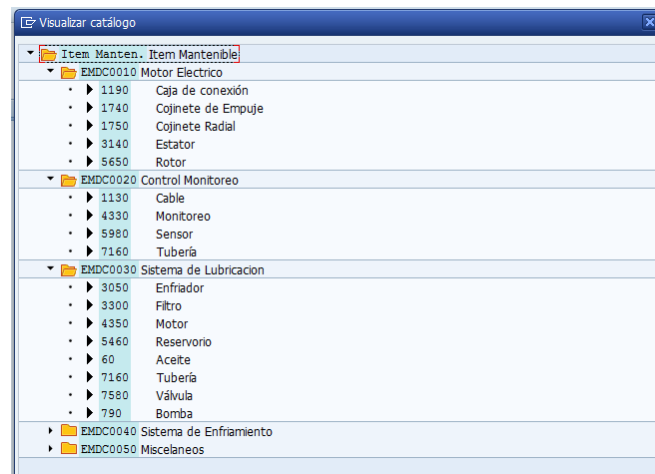 Visualizar catálogo
Item Manten. Item Mantenible
EMDC0010 Motor Electrico
1190 Caja de conexión
1740 Cojinete de Empuje
1750 Cojinete Radial
3140 Estator
5650 Rotor
EMDC0020 Control Monitoreo
1130 Cable
4330 Monitoreo
5980 Sensor
7160 Tubería
EMDC0030 Sistema de Lubricacion
3050 Enfriador
3300 Filtro
4350 Motor
5460 Reservorio
60 Aceite
7160 Tubería
7580 Válvula
790 Bomba
EMDC0040 Sistema de Enfriamiento
EMDC0050 Miscelaneos